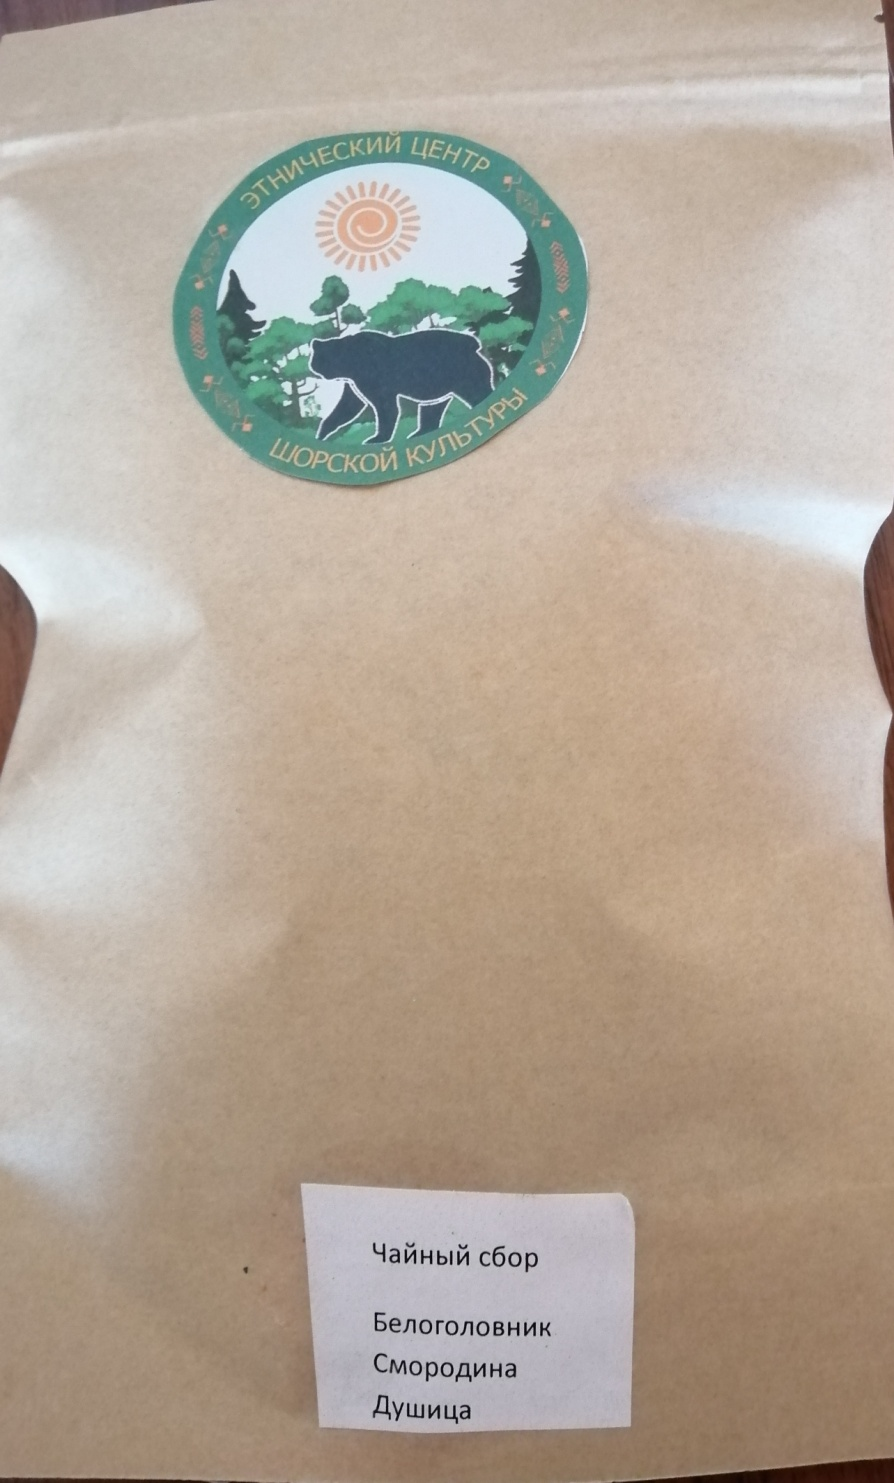 ЭТНИЧЕСКИЙ ЦЕНТР
ШОРСКОЙ КУЛЬТУРЫ
Чайный сбор
Белоголовник
Смородина
Душица